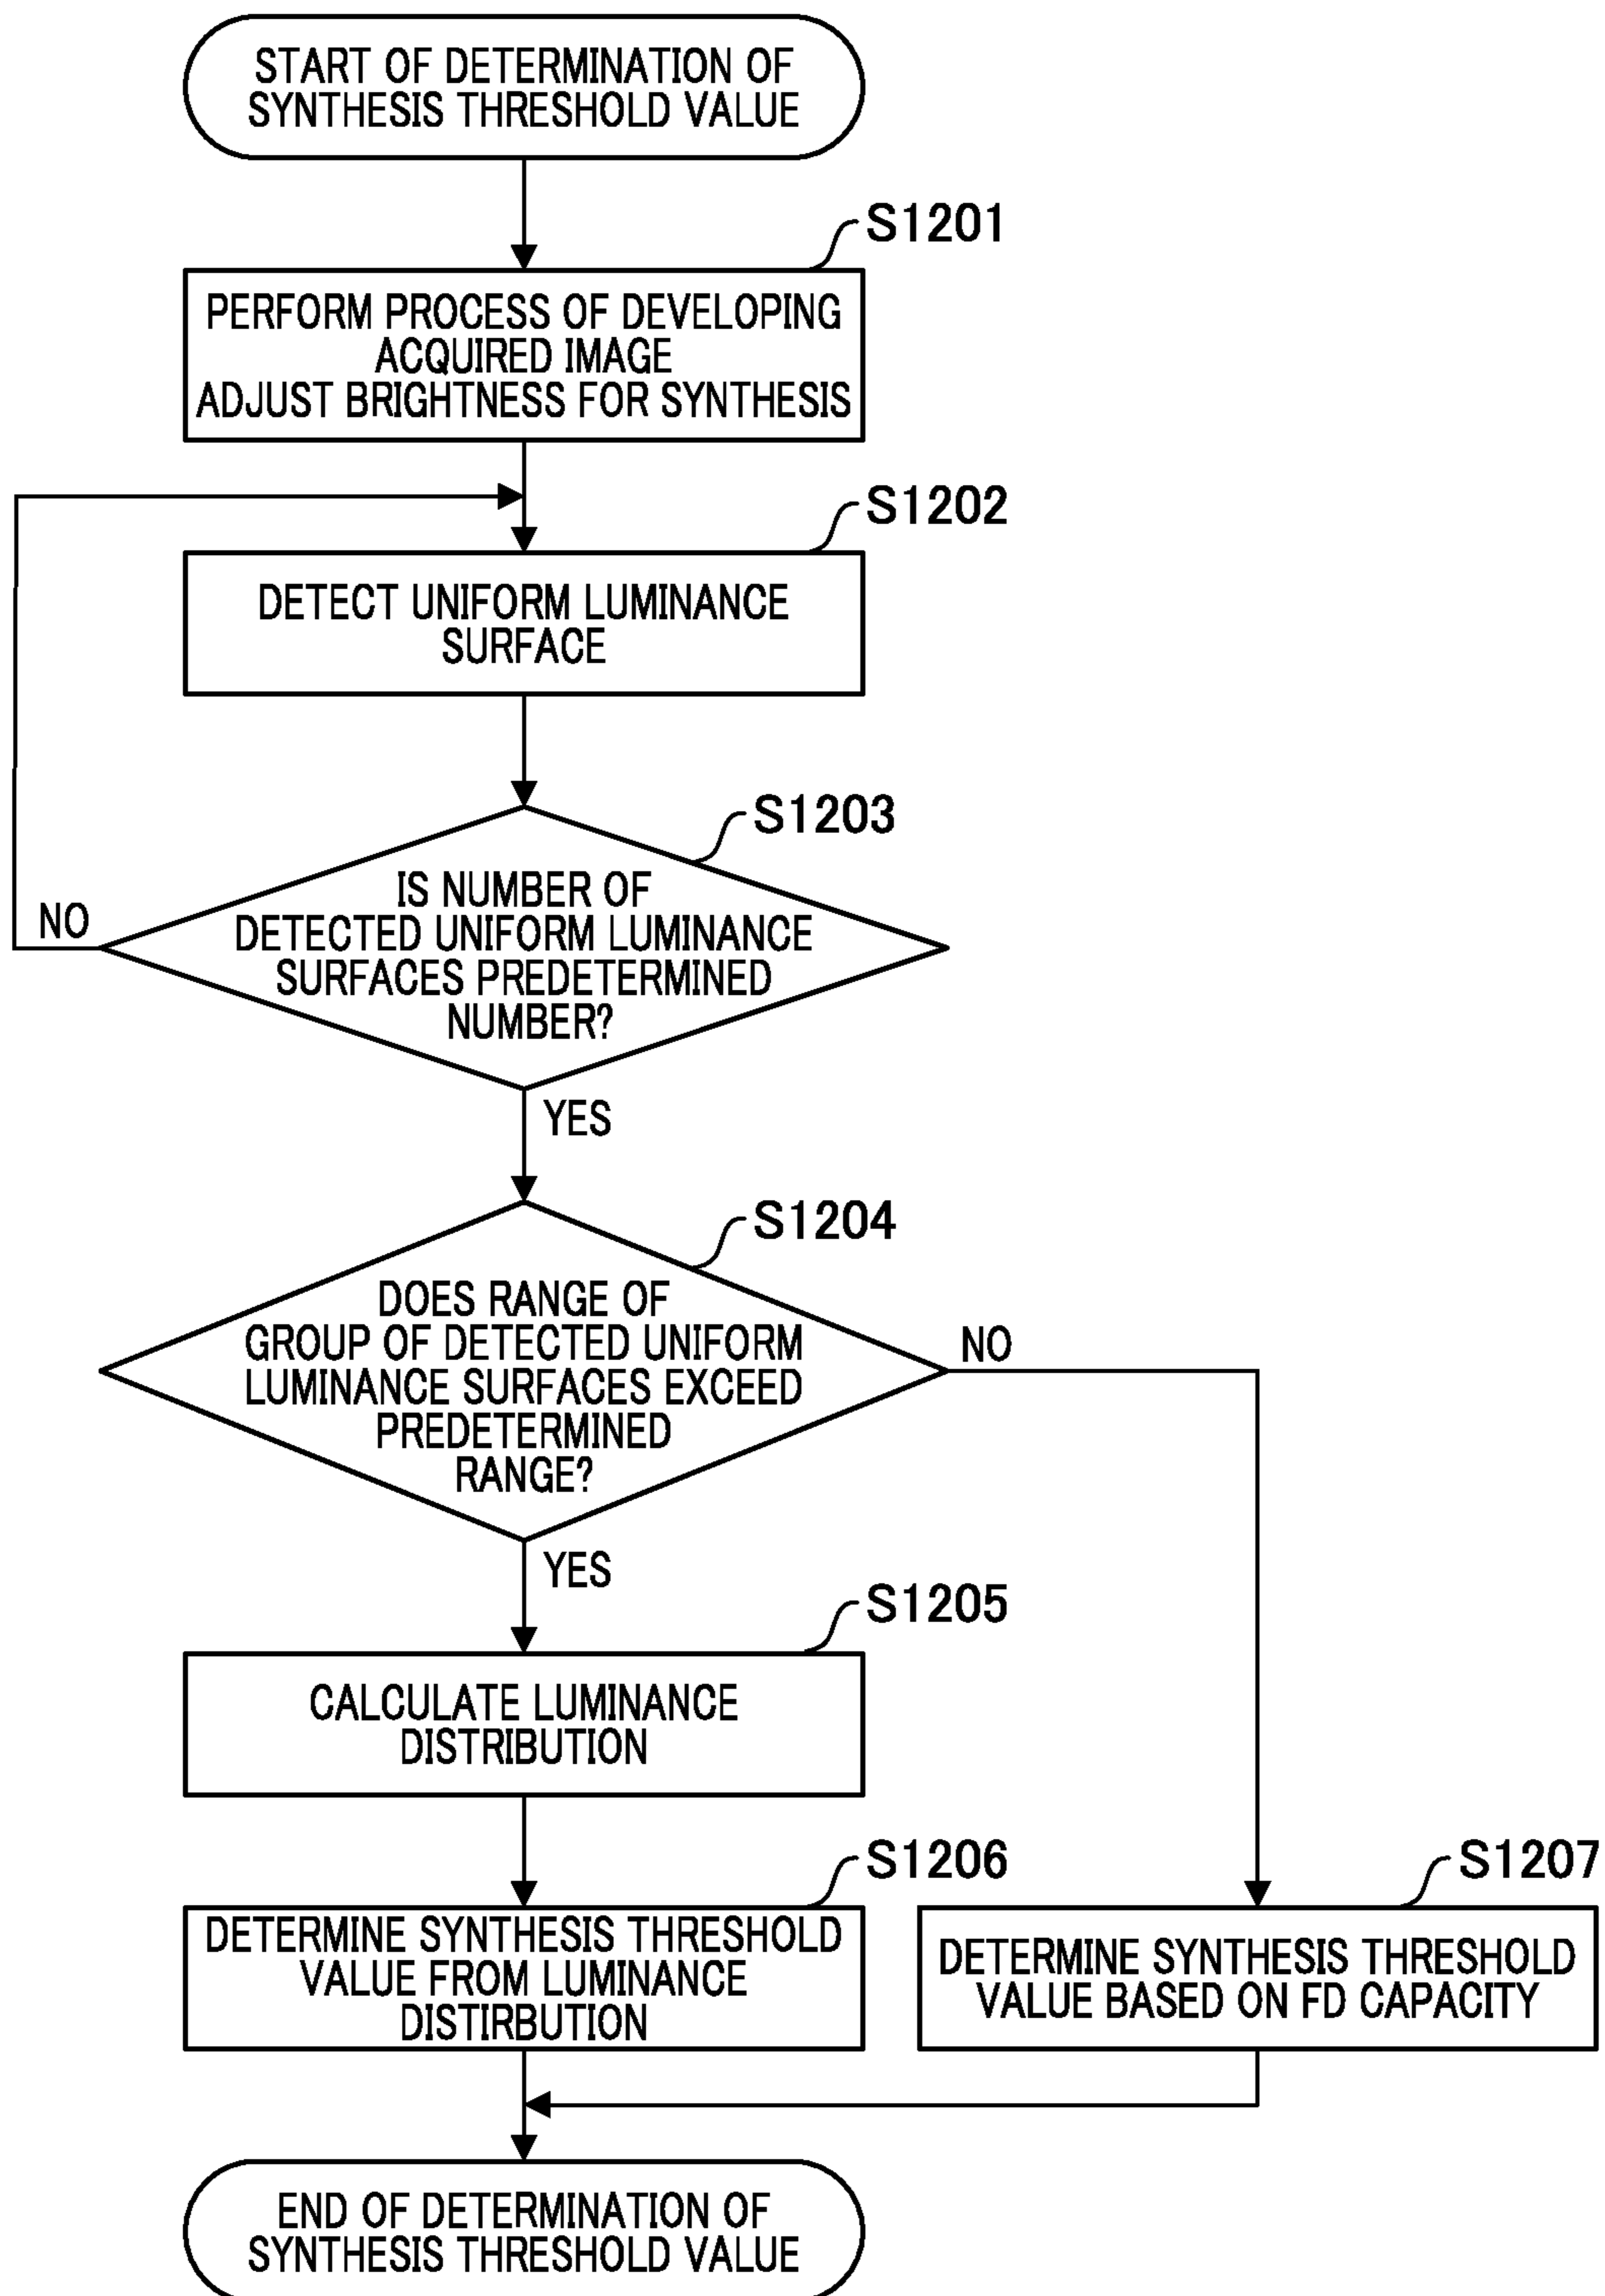 START OF DETERMINATION OF
SYNTHESIS THRESHOLD VALUE
S1201
PERFORM PROCESS OF DEVELOPING
ACQUIRED IMAGE
ADJUST BRIGHTNESS FOR SYNTHESIS
S1202
DETECT UNIFORM LUMINANCE
SURFACE
S1203
IS NUMBER OF
DETECTED UNIFORM LUMINANCE
SURFACES PREDETERMINED
NUMBER?
NO
YES
S1204
DOES RANGE OF
GROUP OF DETECTED UNIFORM
LUMINANCE SURFACES EXCEED
PREDETERMINED
RANGE?
NO
YES
S1205
CALCULATE LUMINANCE
DISTRIBUTION
S1206
DETERMINE SYNTHESIS THRESHOLD
VALUE FROM LUMINANCE
DISTIRBUTION
S1207
DETERMINE SYNTHESIS THRESHOLD
VALUE BASED ON FD CAPACITY
END OF DETERMINATION OF
SYNTHESIS THRESHOLD VALUE